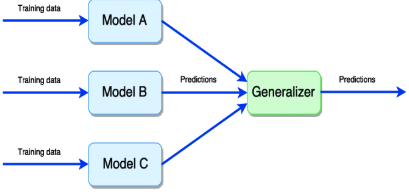 Training data
Model A
Training data
Model B
Predictions
Generalizer
Predictions
Training data
Model C